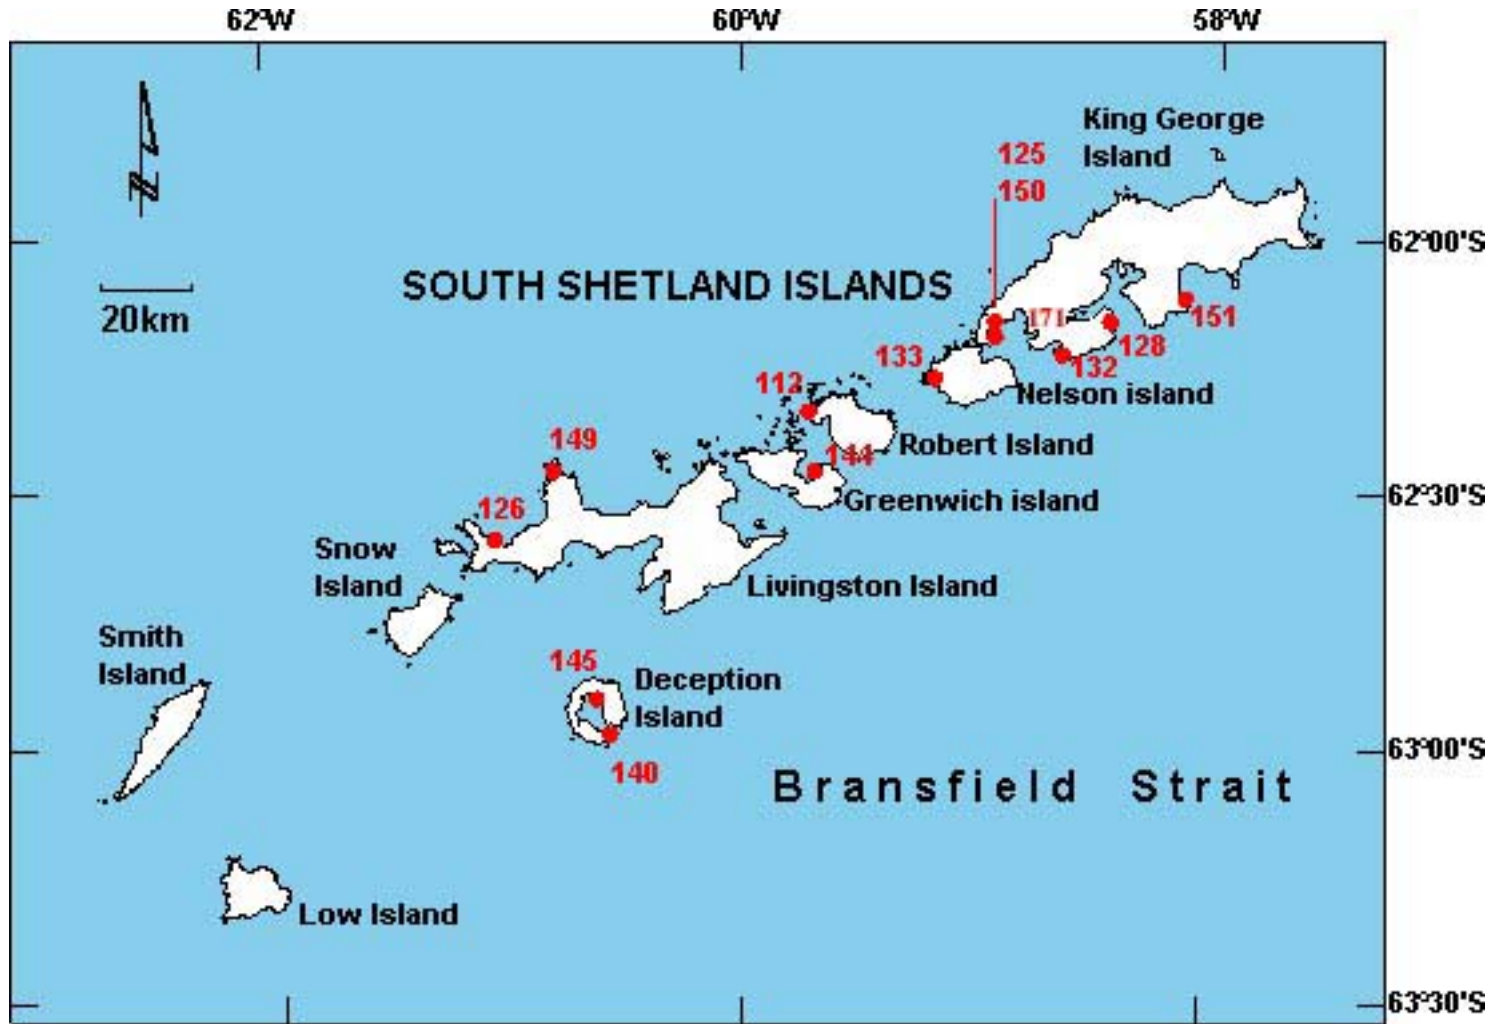 62°W 60°W 58°W
King George
Island
125
150
62°00'S
SOUTH SHETLAND ISLANDS
20km
171
151
128
132
133
Nelson island
112
Robert Island
144
Greenwich island
62°30'S
149
126
Snow
Island
Livingston Island
Smith
Island
145
Deception
Island
140
63°00'S
Bransfield Strait
Low Island
63°30'S